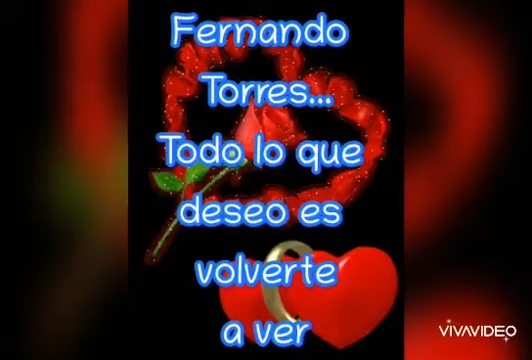 Fernando
Torres...
Todo lo que
deseo es
volverte
a ver
VIVAVIDEO